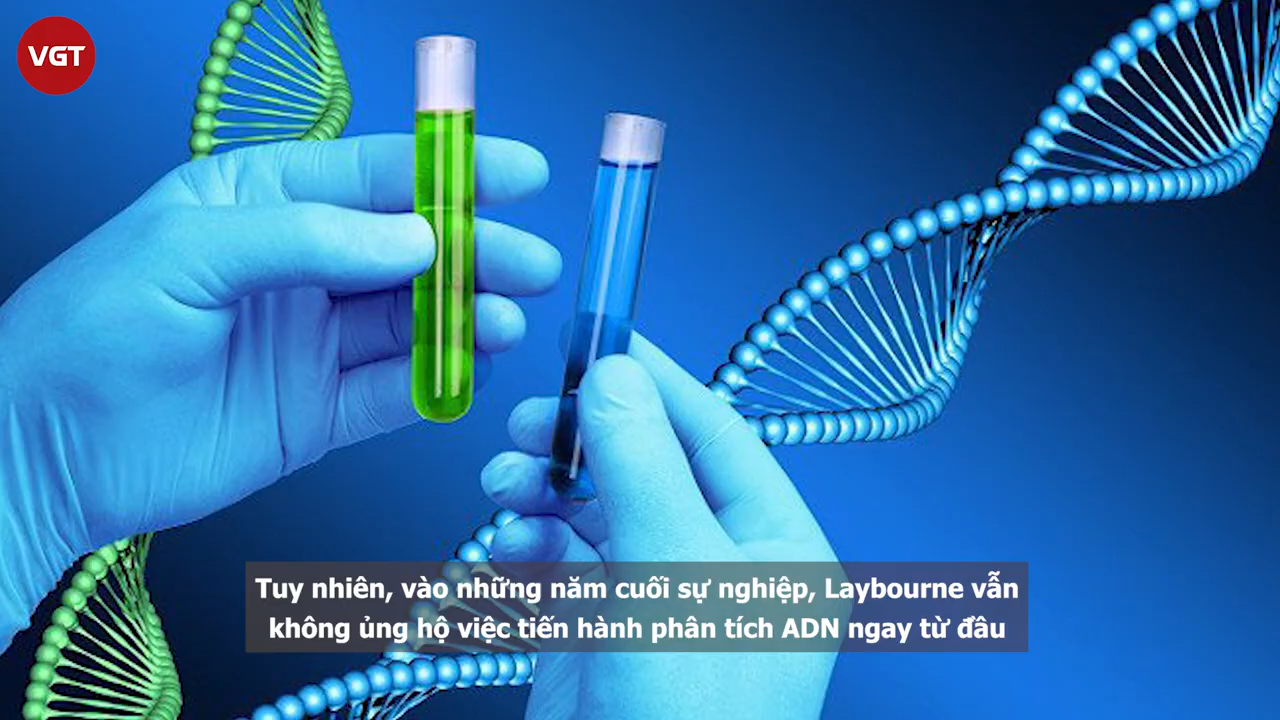 VGT
Tuy nhiên, vào những năm cuối sự nghiệp, Laybourne vẫn
không ủng hộ việc tiến hành phân tích ADN ngay từ đầu